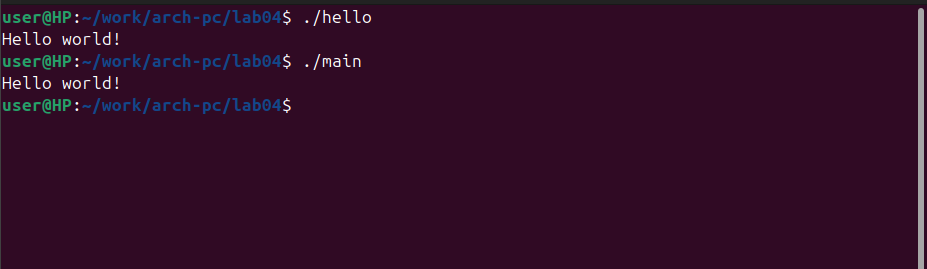 user@HP:~/work/arch-pc/lab04$ ./hello
Hello world!
user@HP:~/work/arch-pc/lab04$ ./main
Hello world!
user@HP:~/work/arch-pc/lab04$